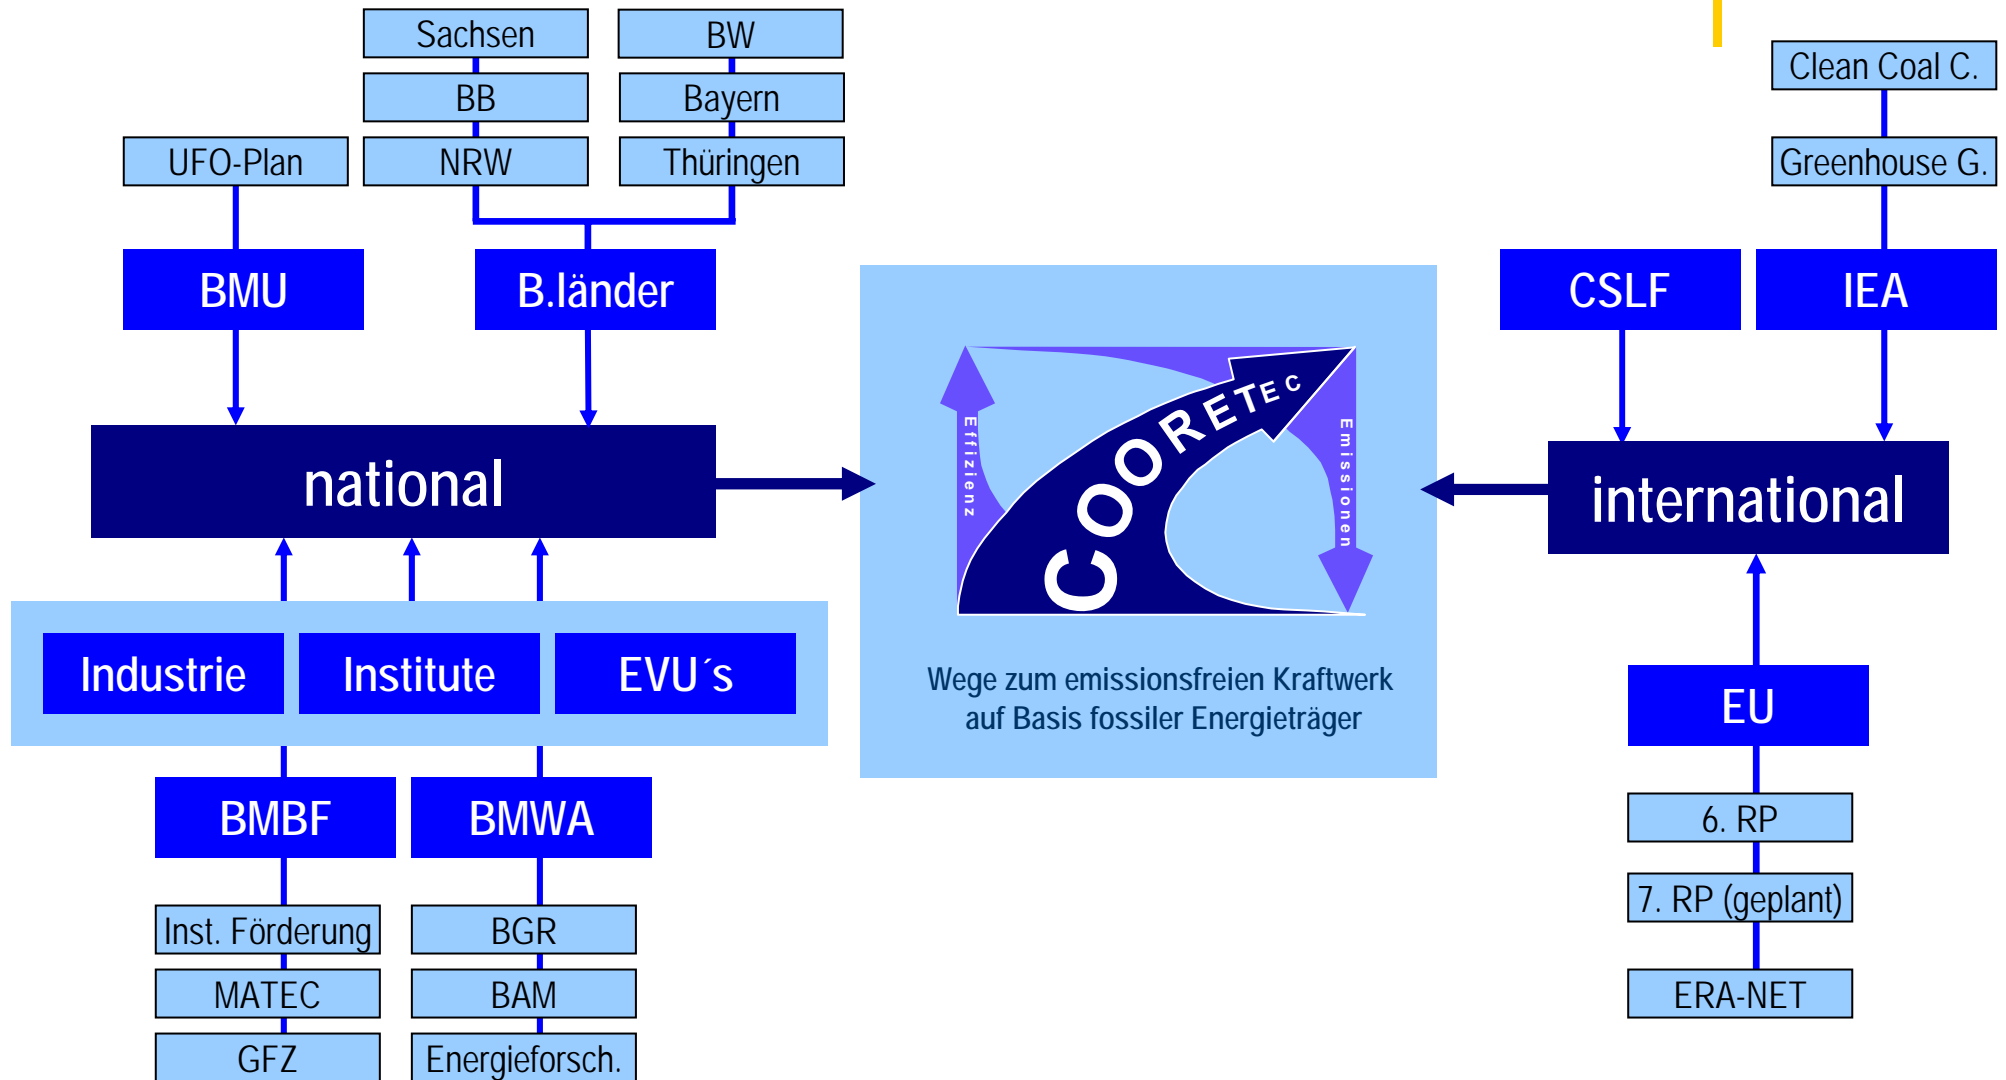 Sachsen
BW
BB
Bayern
UFO-Plan
NRW
Thüringen
Clean Coal C.
Greenhouse G.
BMU
B.länder
CSLF
IEA
national
COORETEC
Effizienz
Emissionen
Wege zum emissionsfreien Kraftwerk
auf Basis fossiler Energieträger
international
Industrie
Institute
EVU´s
EU
BMBF
BMWA
6. RP
7. RP (geplant)
ERA-NET
Inst. Förderung
BGR
MATEC
BAM
GFZ
Energieforsch.